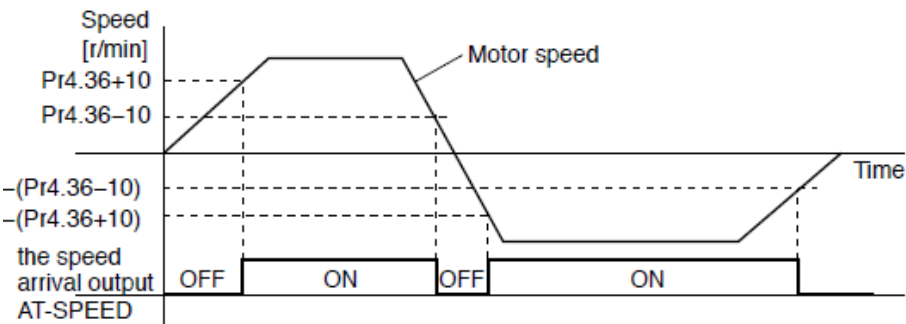 Speed
[r/min]
Motor speed
Pr4.36+10
Pr4.36−10
Time
−(Pr4.36−10)
−(Pr4.36+10)
the speed
arrival output
OFF ON OFF ON
AT-SPEED